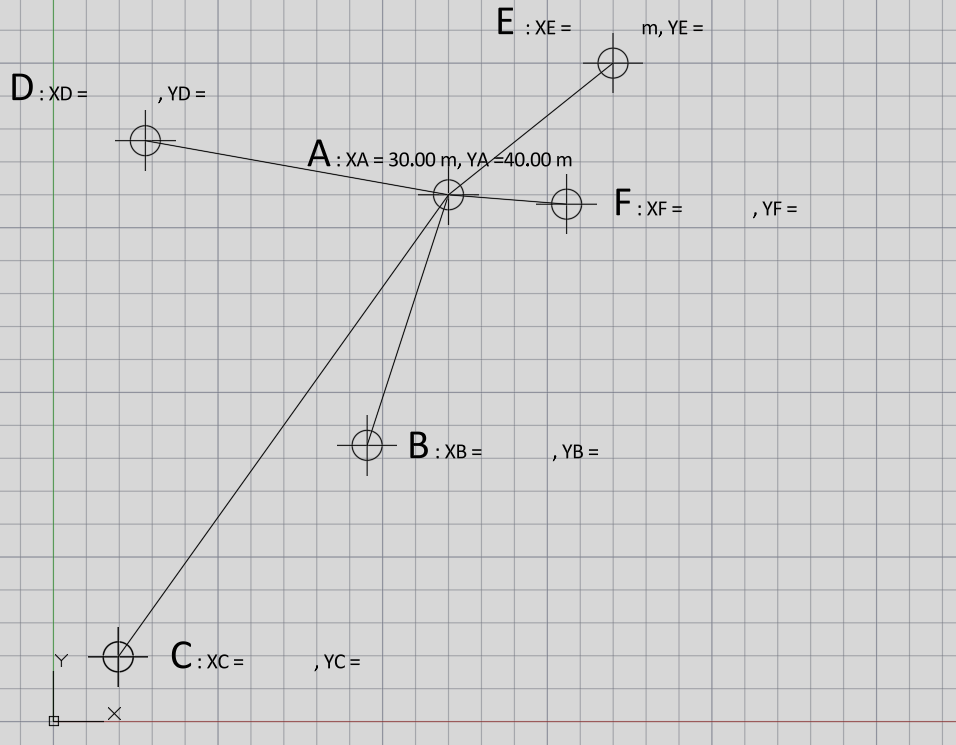 E : XE = m, YE =
D : XD = , YD =
A : XA = 30.00 m, YA =40.00 m
F : XF = , YF =
B : XB = , YB =
C : XC = , YC =
Y
X